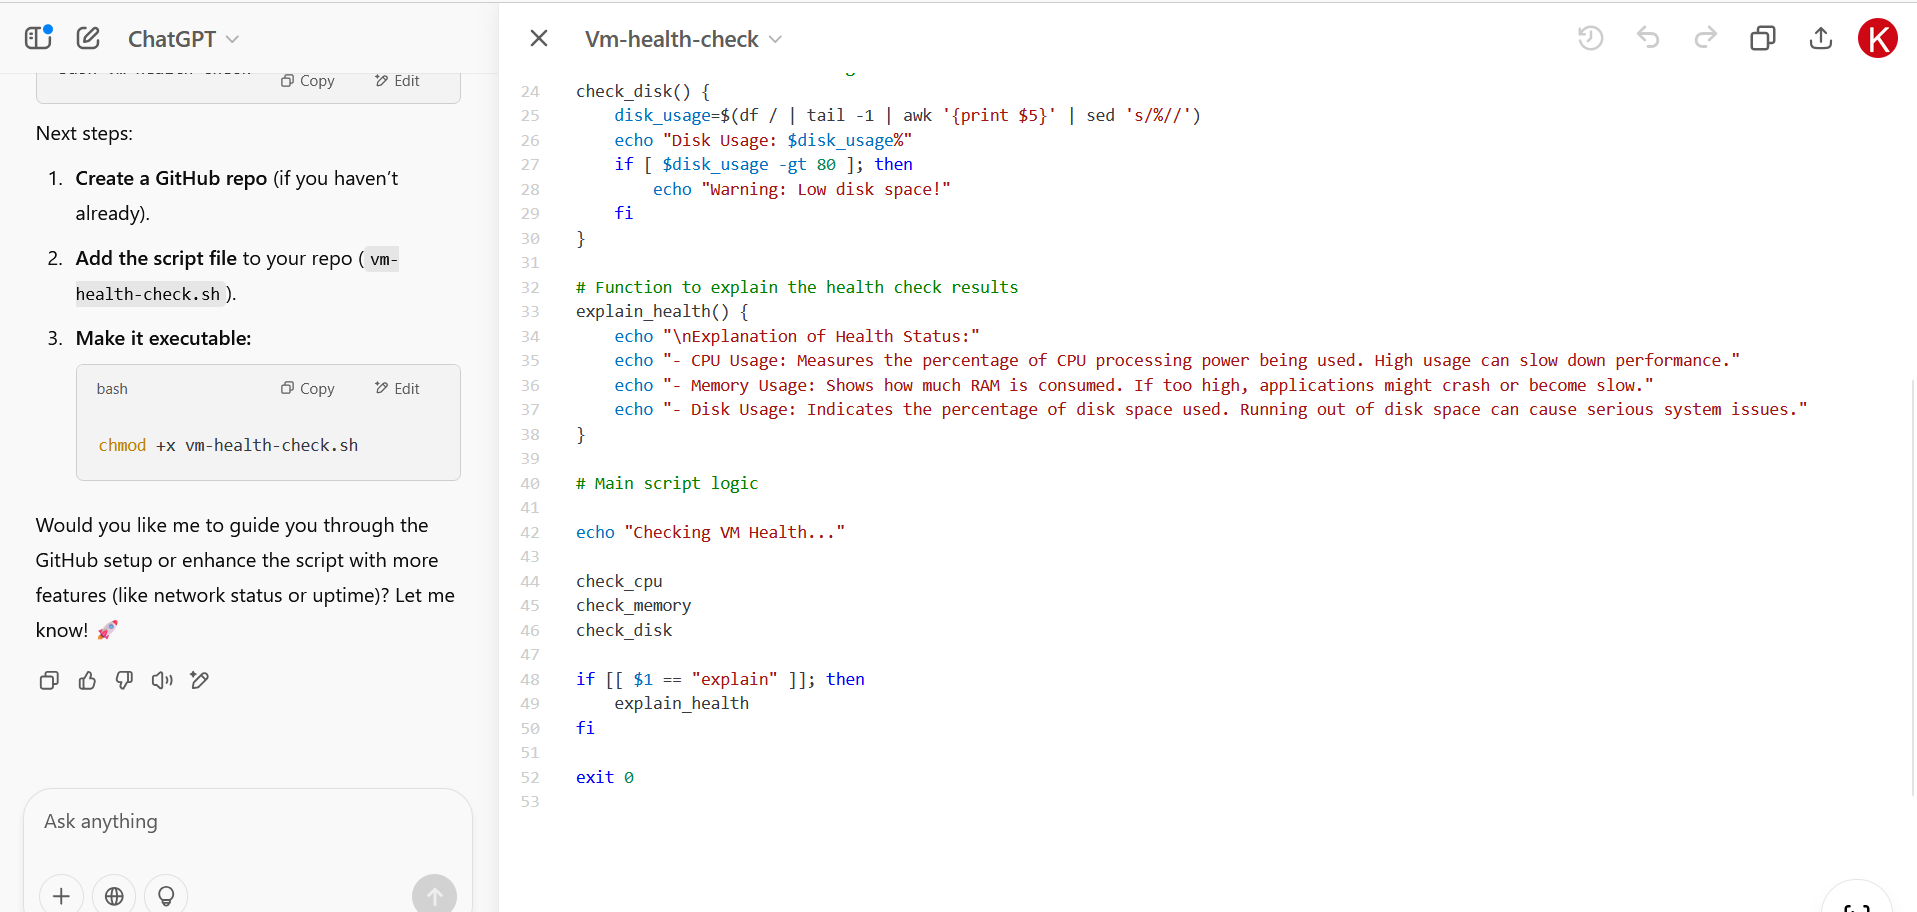 ChatGPT
Copy Edit
Next steps:
1. Create a GitHub repo (if you haven’t
already).
2. Add the script file to your repo ( vm-
health-check.sh ).
3. Make it executable:
bash Copy Edit
chmod +x vm-health-check.sh
Would you like me to guide you through the
GitHub setup or enhance the script with more
features (like network status or uptime)? Let me
know! 🚀
Ask anything
Vm-health-check
K
24 check_disk() {
25 disk_usage=$(df / | tail -1 | awk '{print $5}' | sed 's/%//')
26 echo "Disk Usage: $disk_usage%"
27 if [ $disk_usage -gt 80 ]; then
28 echo "Warning: Low disk space!"
29 fi
30 }
31
32 # Function to explain the health check results
33 explain_health() {
34 echo "\nExplanation of Health Status:"
35 echo "- CPU Usage: Measures the percentage of CPU processing power being used. High usage can slow down performance."
36 echo "- Memory Usage: Shows how much RAM is consumed. If too high, applications might crash or become slow."
37 echo "- Disk Usage: Indicates the percentage of disk space used. Running out of disk space can cause serious system issues."
38 }
39
40 # Main script logic
41
42 echo "Checking VM Health..."
43
44 check_cpu
45 check_memory
46 check_disk
47
48 if [[ $1 == "explain" ]]; then
49 explain_health
50 fi
51
52 exit 0
53